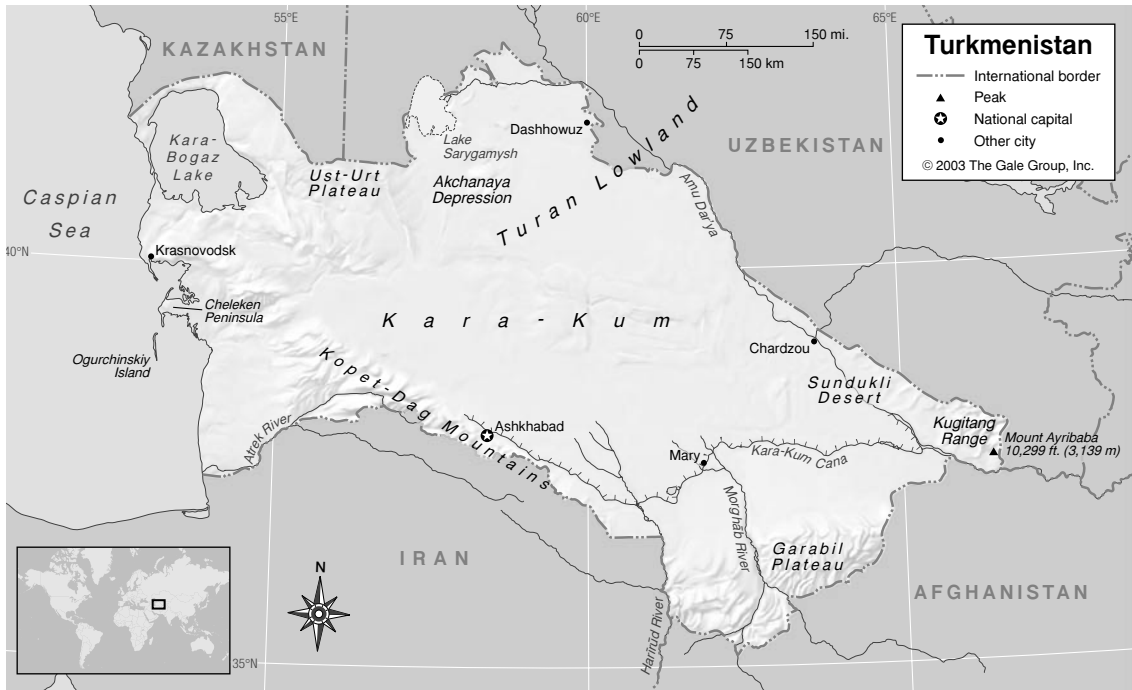 55°E
60°E
65°E
KAZAKHSTAN
0 75 150 mi.
0 75 150 km
Turkmenistan
International border
Peak
National capital
Other city
© 2003 The Gale Group, Inc.
Kara-
Bogaz
Lake
Lake
Sarygamysh
Dashhowuz
UZBEKISTAN
Ust-Urt
Plateau
Akchanaya
Depression
Turan Lowland
Amu Dar'ya
Caspian
Sea
40°N
Krasnovodsk
Cheleken
Peninsula
Kara-Kum
Ogurchinskiy
Island
Chardzou
Kopet-Dag Mountains
Sundukli
Desert
Atrek River
Ashkhabad
Kugitang
Range
Mount Ayribaba
10,299 ft. (3,139 m)
Mary
Kara-Kum Cana
Morghāb River
IRAN
Garabil
Plateau
AFGHANISTAN
N
Harīrūd River
35°N